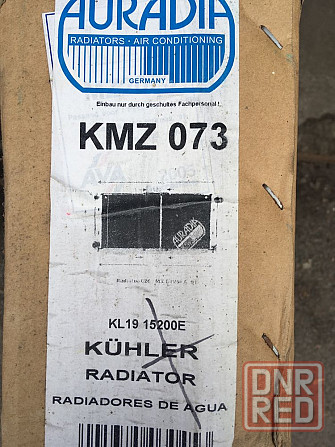 AURADIA
RADIATORS - AIR CONDITIONING
GERMANY
Einbau nur durch geschultes Fachpersonal !
KMZ 073
AURADIA
KL19 15200E
KÜHLER
RADIATOR
RADIADORES DE AGUA
DNR
RED